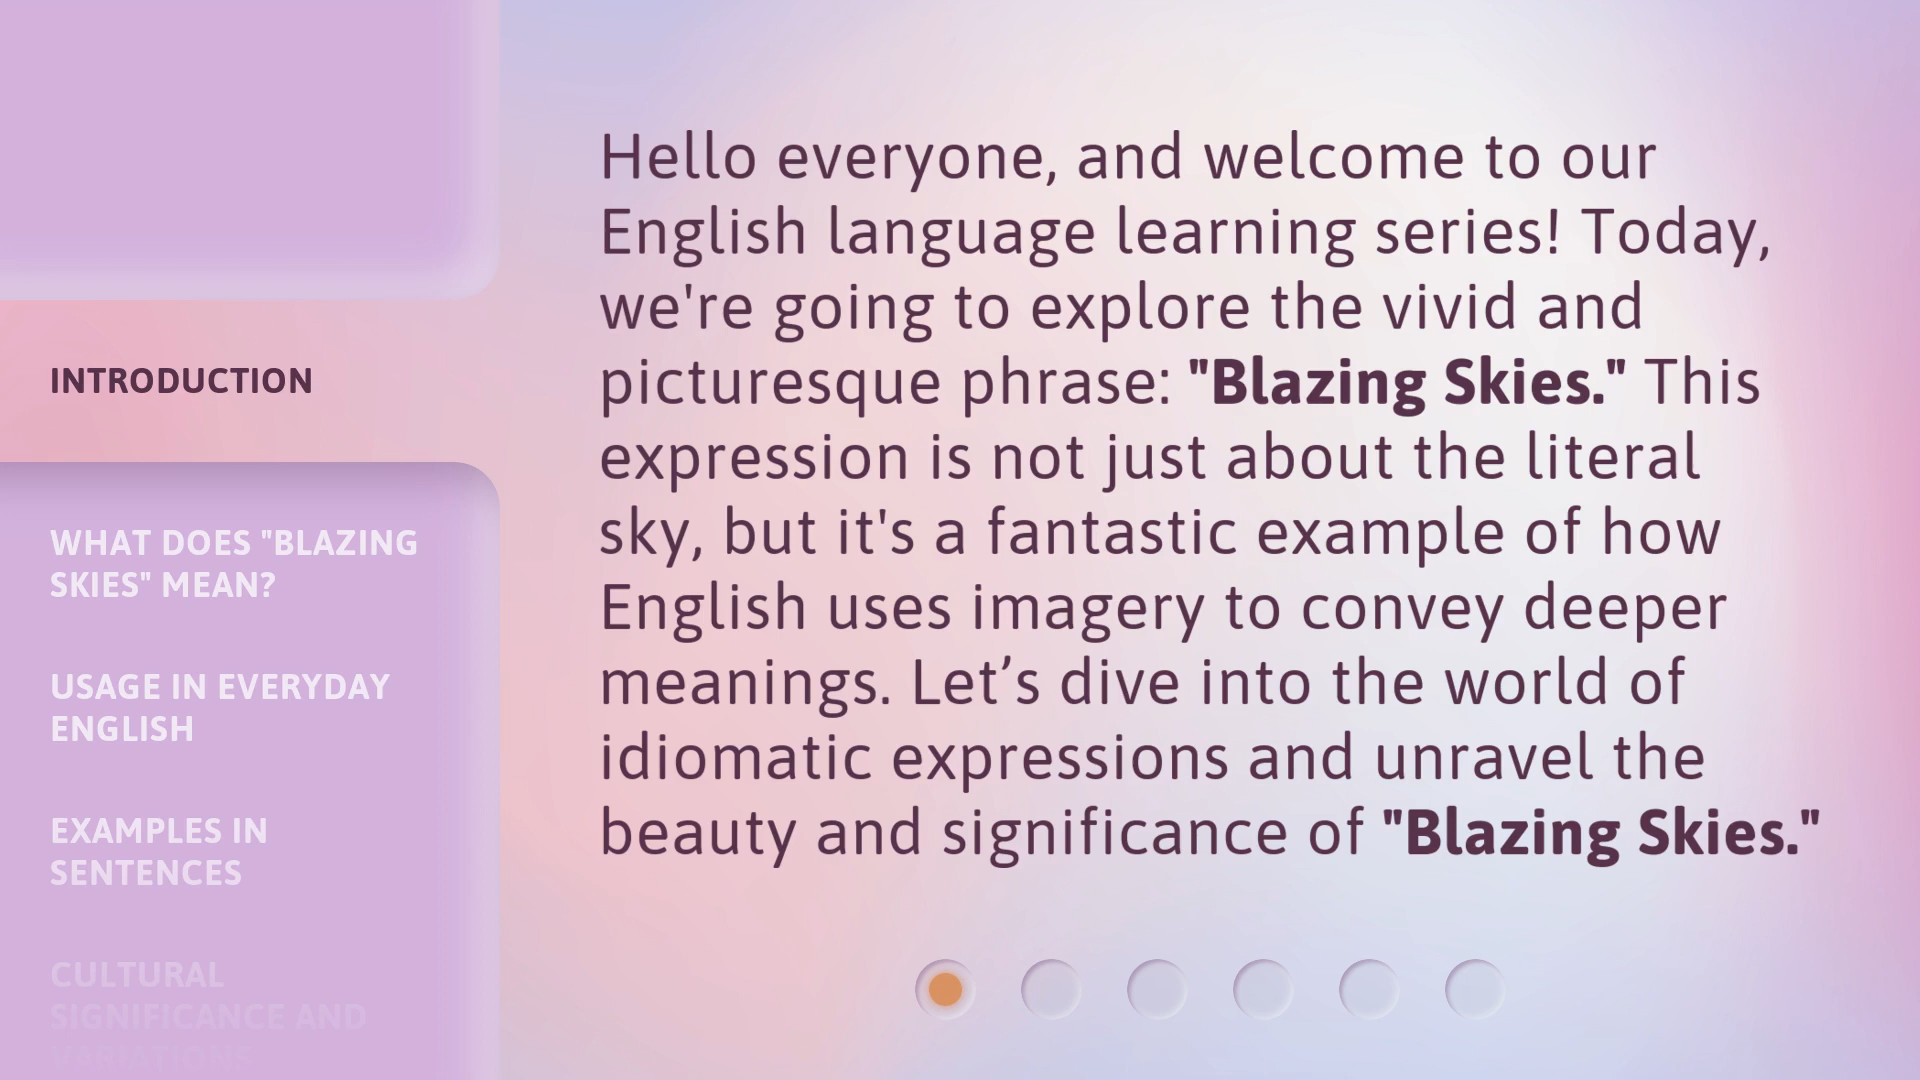 INTRODUCTION
WHAT DOES "BLAZING
SKIES" MEAN?
USAGE IN EVERYDAY
ENGLISH
EXAMPLES IN
SENTENCES
CULTURAL
SIGNIFICANCE AND
VARIATIONS
Hello everyone, and welcome to our
English language learning series! Today,
we're going to explore the vivid and
picturesque phrase: "Blazing Skies." This
expression is not just about the literal
sky, but it's a fantastic example of how
English uses imagery to convey deeper
meanings. Let’s dive into the world of
idiomatic expressions and unravel the
beauty and significance of "Blazing Skies."